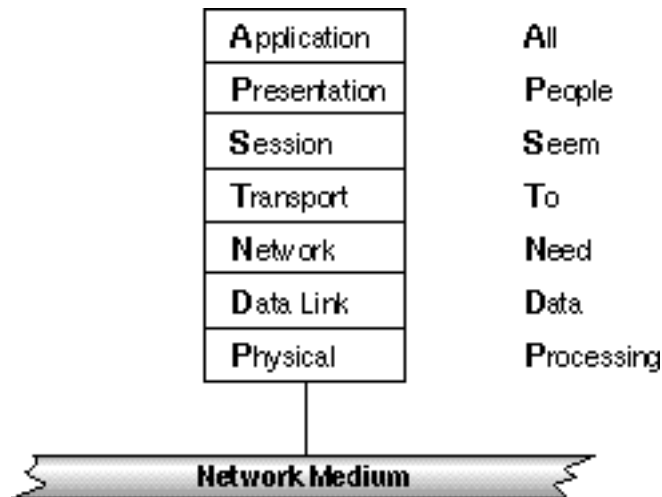 Application All
Presentation People
Session Seem
Transport To
Network Need
Data Link Data
Physical Processing
Network Medium